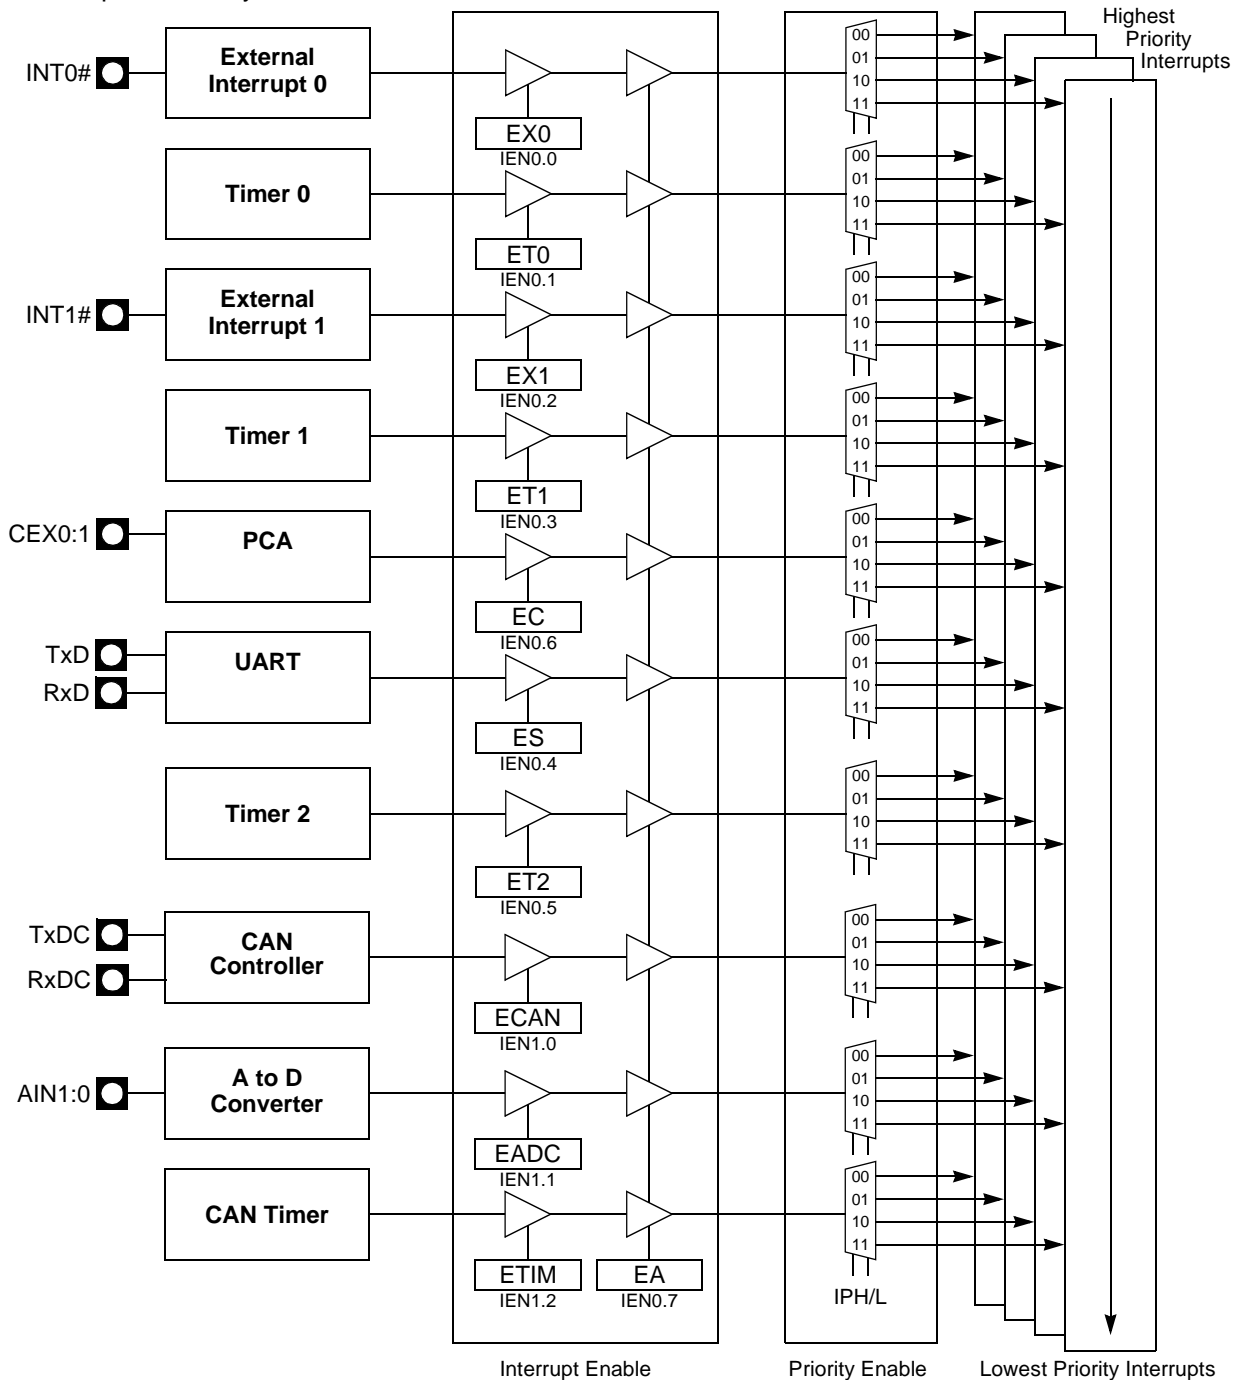 Highest
Priority
Interrupts
INT0#
External
Interrupt 0
EX0
IEN0.0
00
01
10
11
Timer 0
ET0
IEN0.1
00
01
10
11
INT1#
External
Interrupt 1
EX1
IEN0.2
00
01
10
11
Timer 1
ET1
IEN0.3
00
01
10
11
CEX0:1
PCA
EC
IEN0.6
00
01
10
11
TxD
RxD
UART
ES
IEN0.4
00
01
10
11
Timer 2
ET2
IEN0.5
00
01
10
11
TxDC
RxDC
CAN
Controller
ECAN
IEN1.0
00
01
10
11
AIN1:0
A to D
Converter
EADC
IEN1.1
00
01
10
11
CAN Timer
ETIM
IEN1.2
EA
IEN0.7
00
01
10
11
IPH/L
Interrupt Enable
Priority Enable
Lowest Priority Interrupts